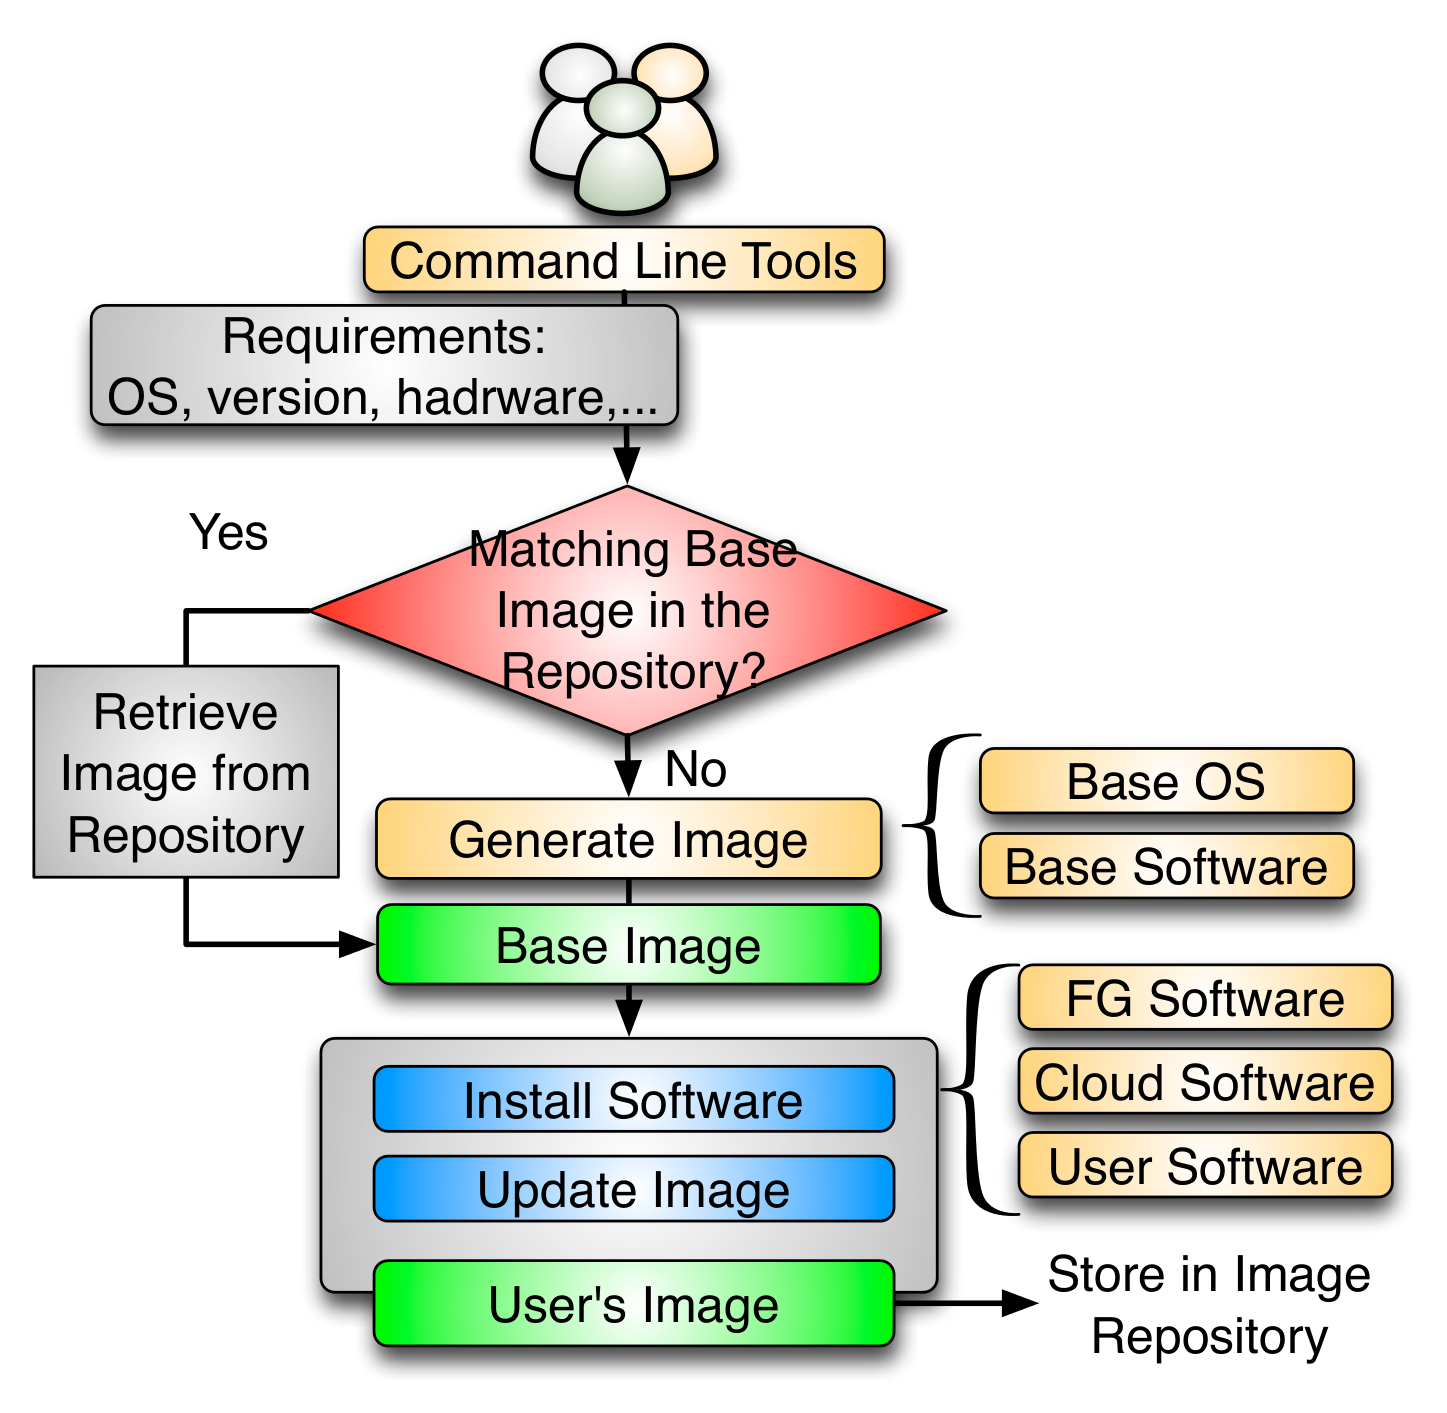 Command Line Tools
Requirements:
OS, version, hadrware,...
Yes
Matching Base
Image in the
Repository?
Retrieve
Image from
Repository
No
Generate Image
Base OS
Base Software
Base Image
FG Software
Cloud Software
User Software
Install Software
Update Image
User's Image
Store in Image
Repository